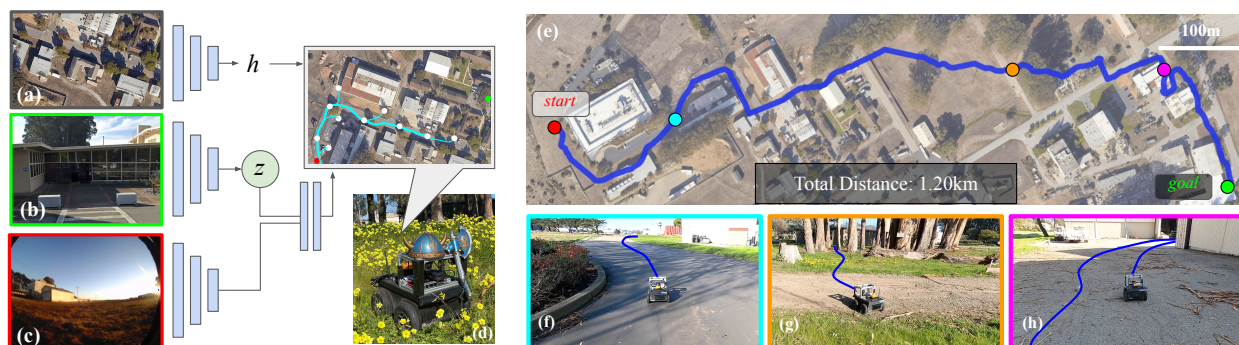 (a)
h
(b)
z
(c)
(d)
(e)
100m
start
Total Distance: 1.20km
goal
(f)
(g)
(h)